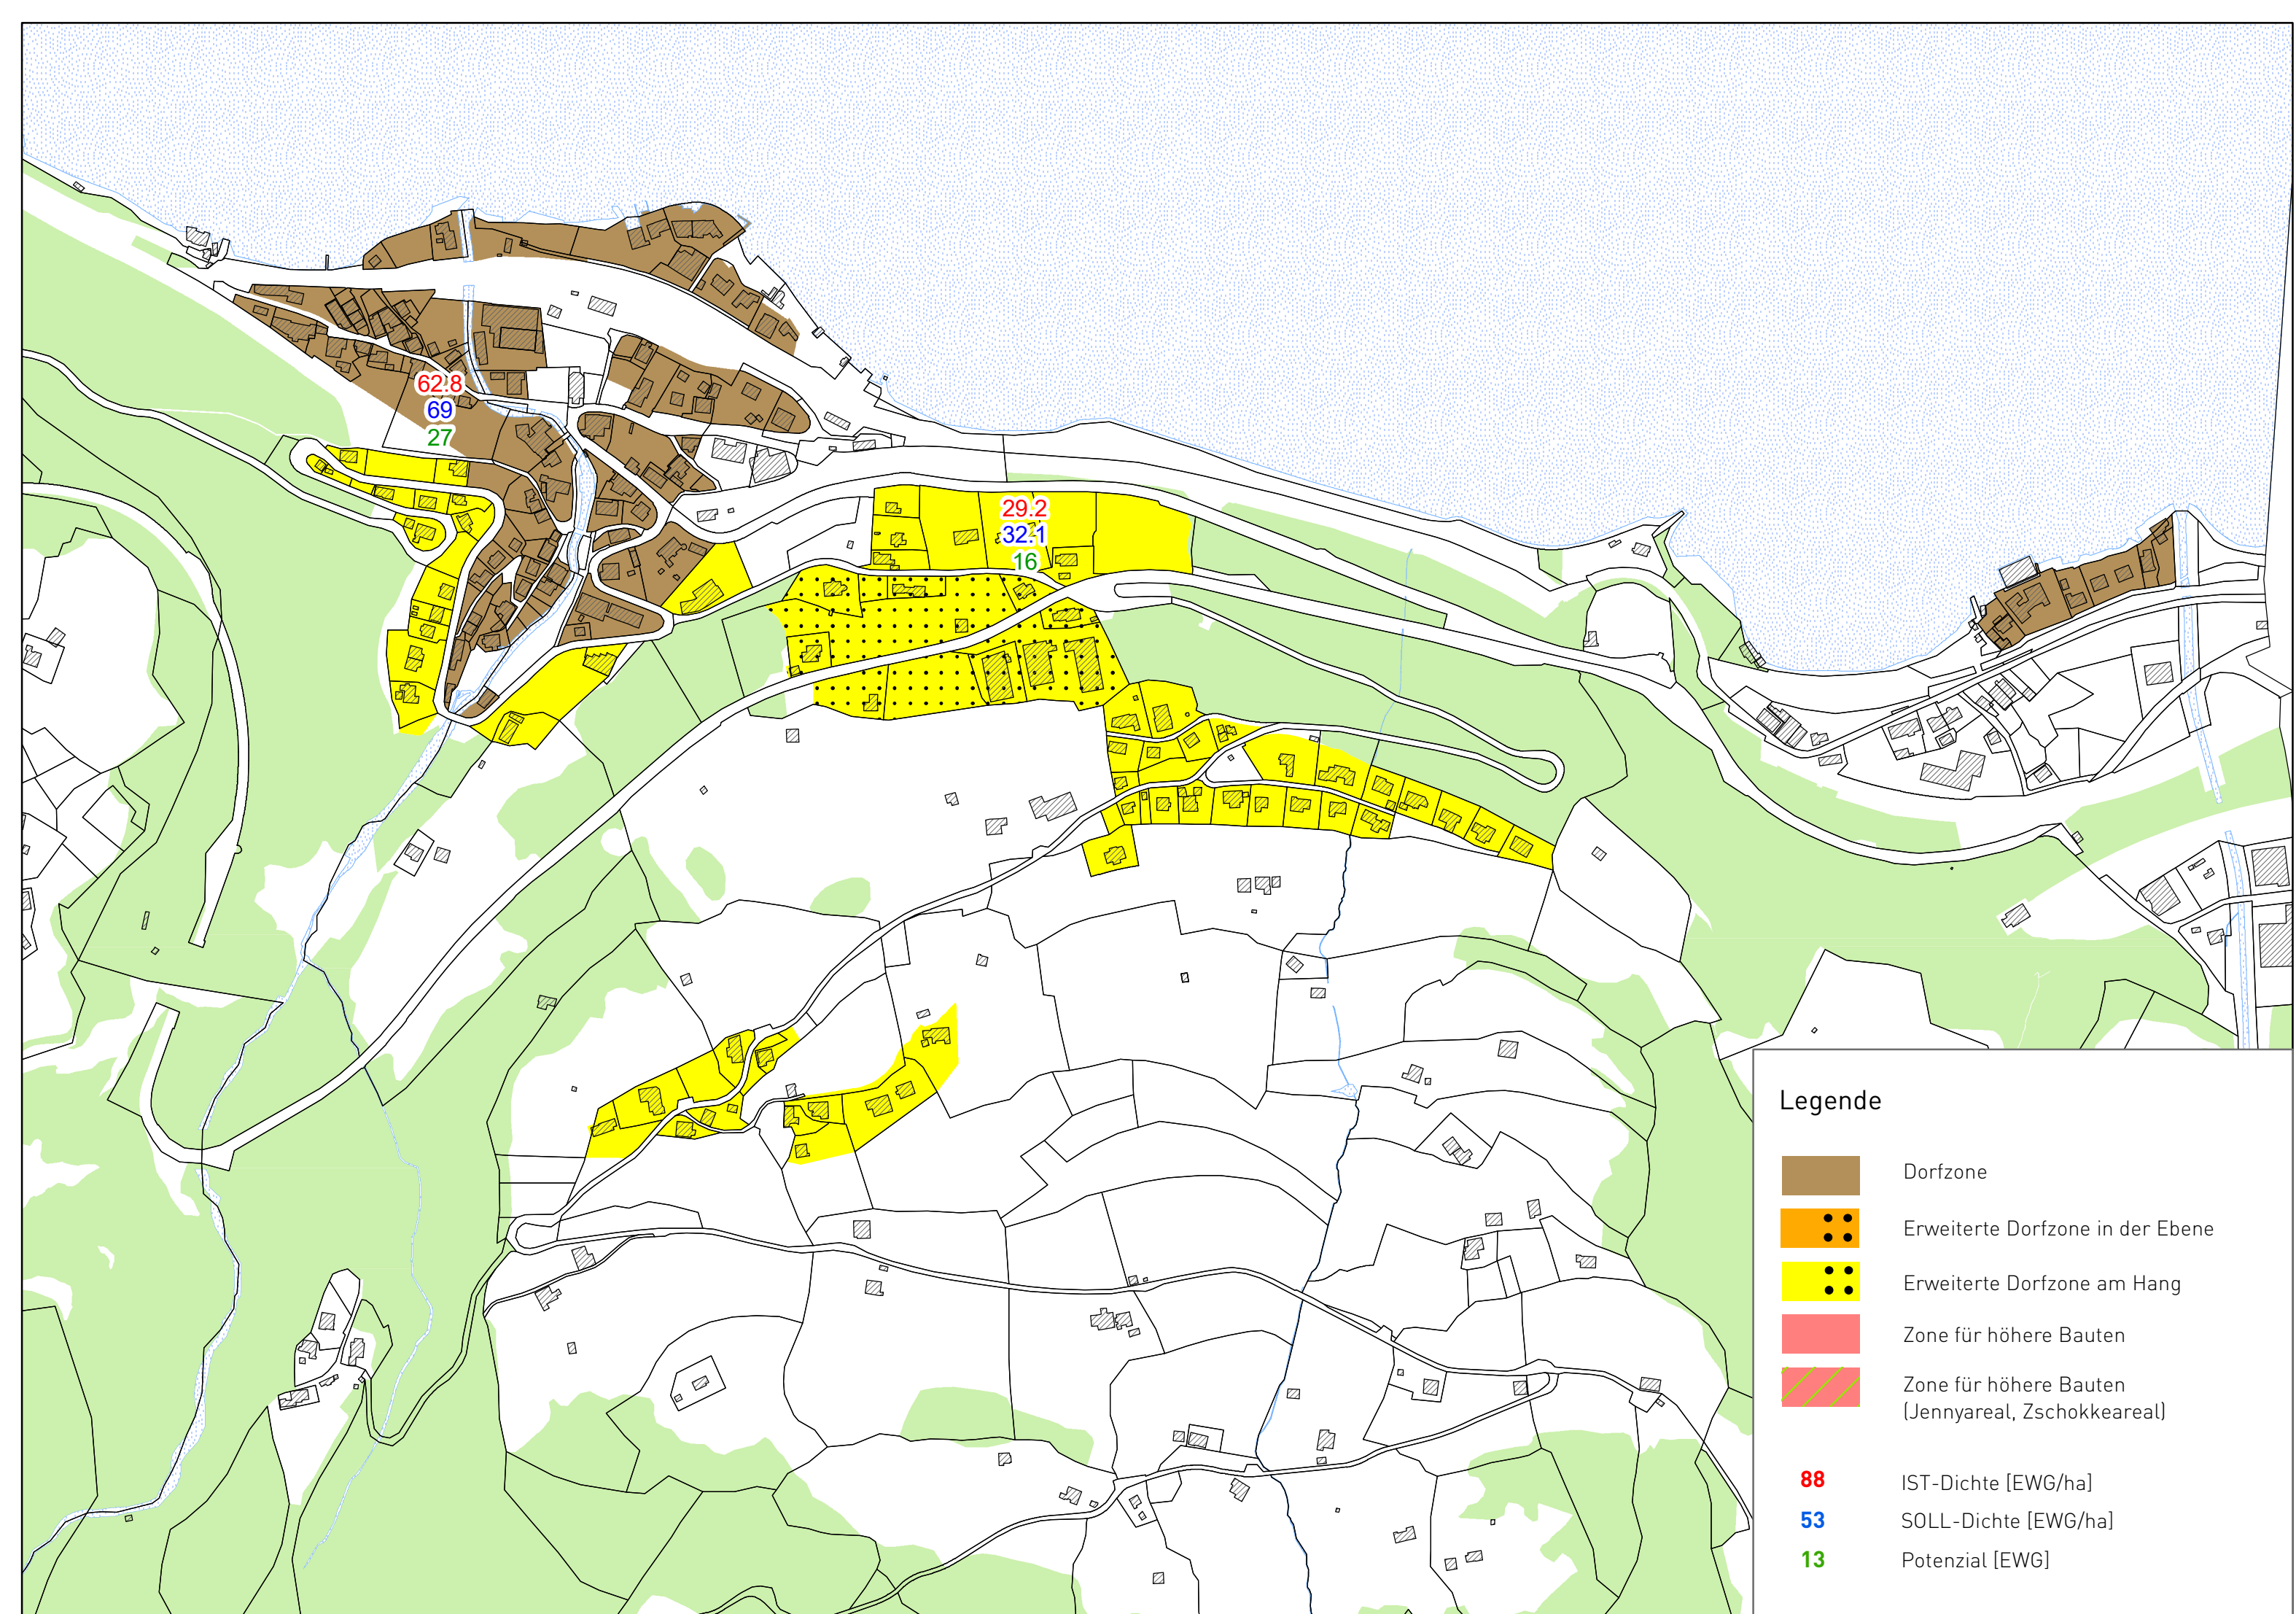 62.8
69
27
29.2
32.1
16
Legende
Dorfzone
Erweiterte Dorfzone in der Ebene
Erweiterte Dorfzone am Hang
Zone für höhere Bauten
Zone für höhere Bauten
(Jennyareal, Zschokkeareal)
88 IST-Dichte [EWG/ha]
53 SOLL-Dichte [EWG/ha]
13 Potenzial [EWG]